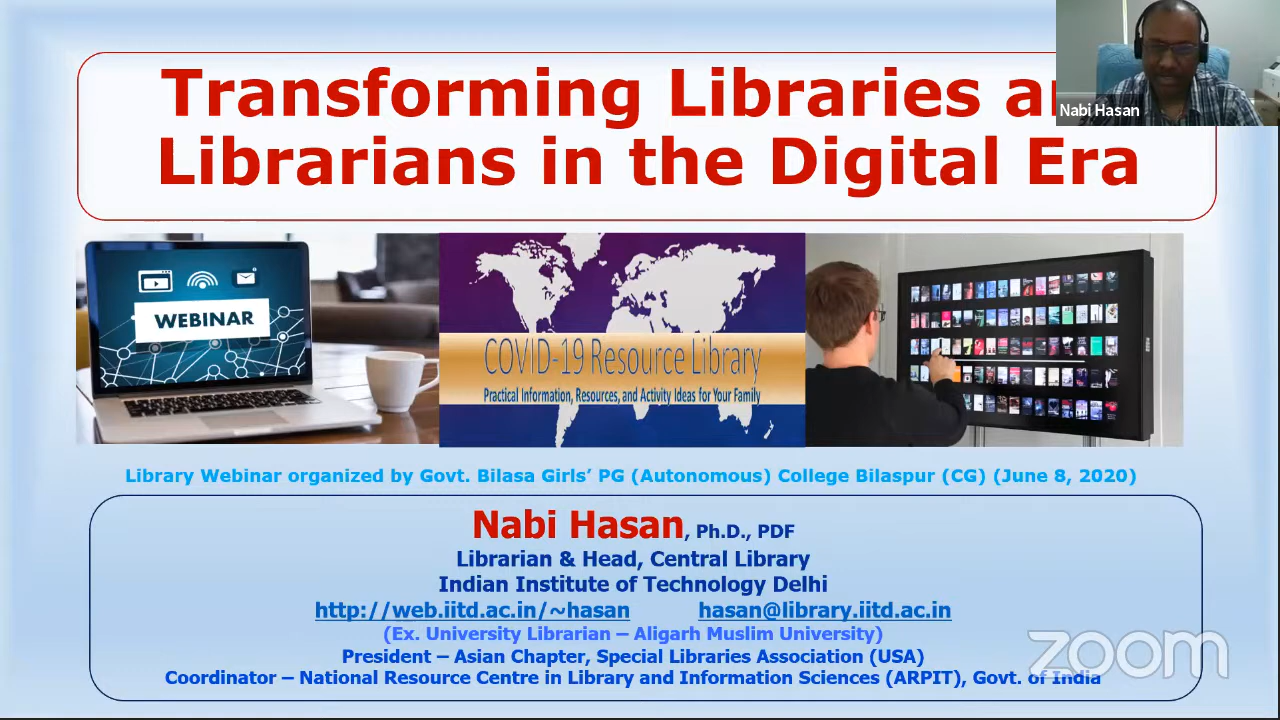 Transforming Libraries a
Librarians in the Digital Era
Nabi Hasan
WEBINAR
COVID-19 Resource Library
Practical Information, Resources, and Activity Ideas for Your Family
Library Webinar organized by Govt. Bilasa Girls’ PG (Autonomous) College Bilaspur (CG) (June 8, 2020)
Nabi Hasan, Ph.D., PDF
Librarian & Head, Central Library
Indian Institute of Technology Delhi
http://web.iitd.ac.in/~hasan hasan@library.iitd.ac.in
(Ex. University Librarian – Aligarh Muslim University)
President – Asian Chapter, Special Libraries Association (USA)
Coordinator – National Resource Centre in Library and Information Sciences (ARPIT), Govt. of India
zoom